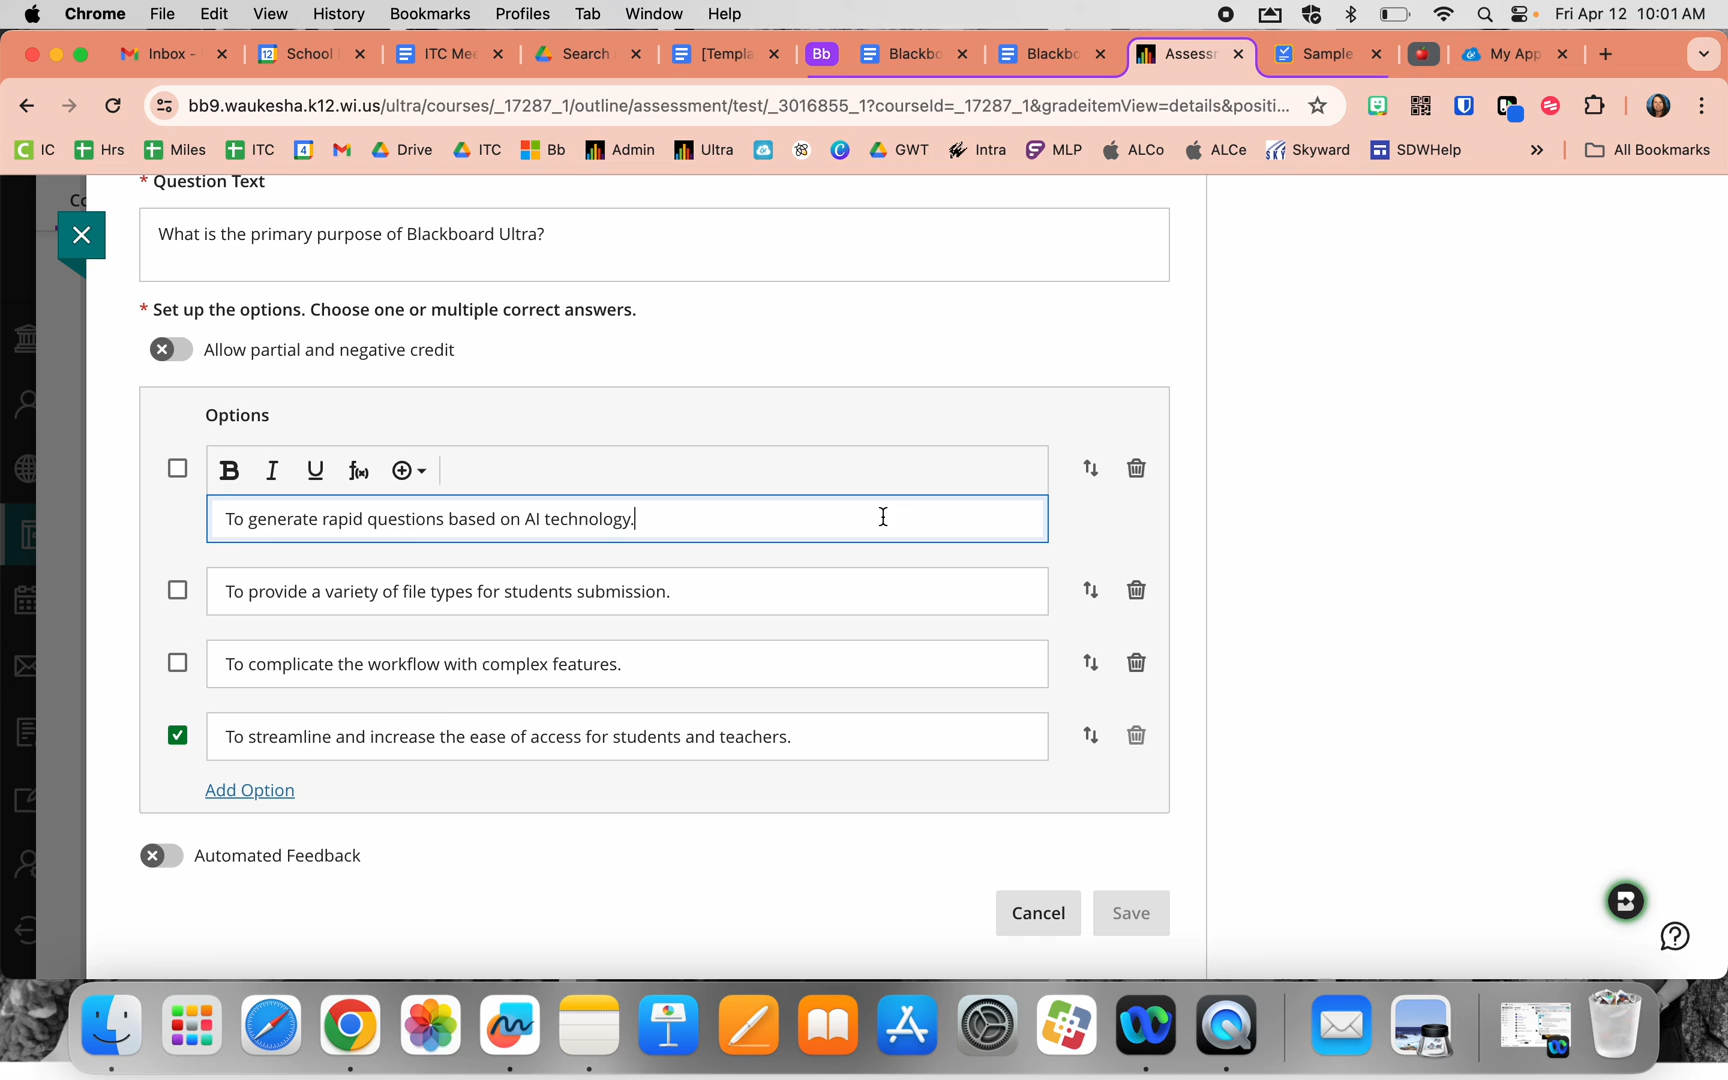 Chrome File Edit View History Bookmarks Profiles Tab Window Help Fri Apr 12 10:01 AM
Inbox - School ITC Mee Search [Templa Bb Blackbo Blackbo Assessr Sample My App
bb9.waukesha.k12.wi.us/ultra/courses/_17287_1/outline/assessment/test/_3016855_1?courseId=_17287_1&gradeitemView=details&positi...
IC Hrs Miles ITC Drive ITC Bb Admin Ultra GWT Intra MLP ALCo ALCe Skyward SDWHelp » All Bookmarks
* Question Text
What is the primary purpose of Blackboard Ultra?
* Set up the options. Choose one or multiple correct answers.
Allow partial and negative credit
Options
B I U f(x)
To generate rapid questions based on AI technology.
To provide a variety of file types for students submission.
To complicate the workflow with complex features.
To streamline and increase the ease of access for students and teachers.
Add Option
Automated Feedback
Cancel Save